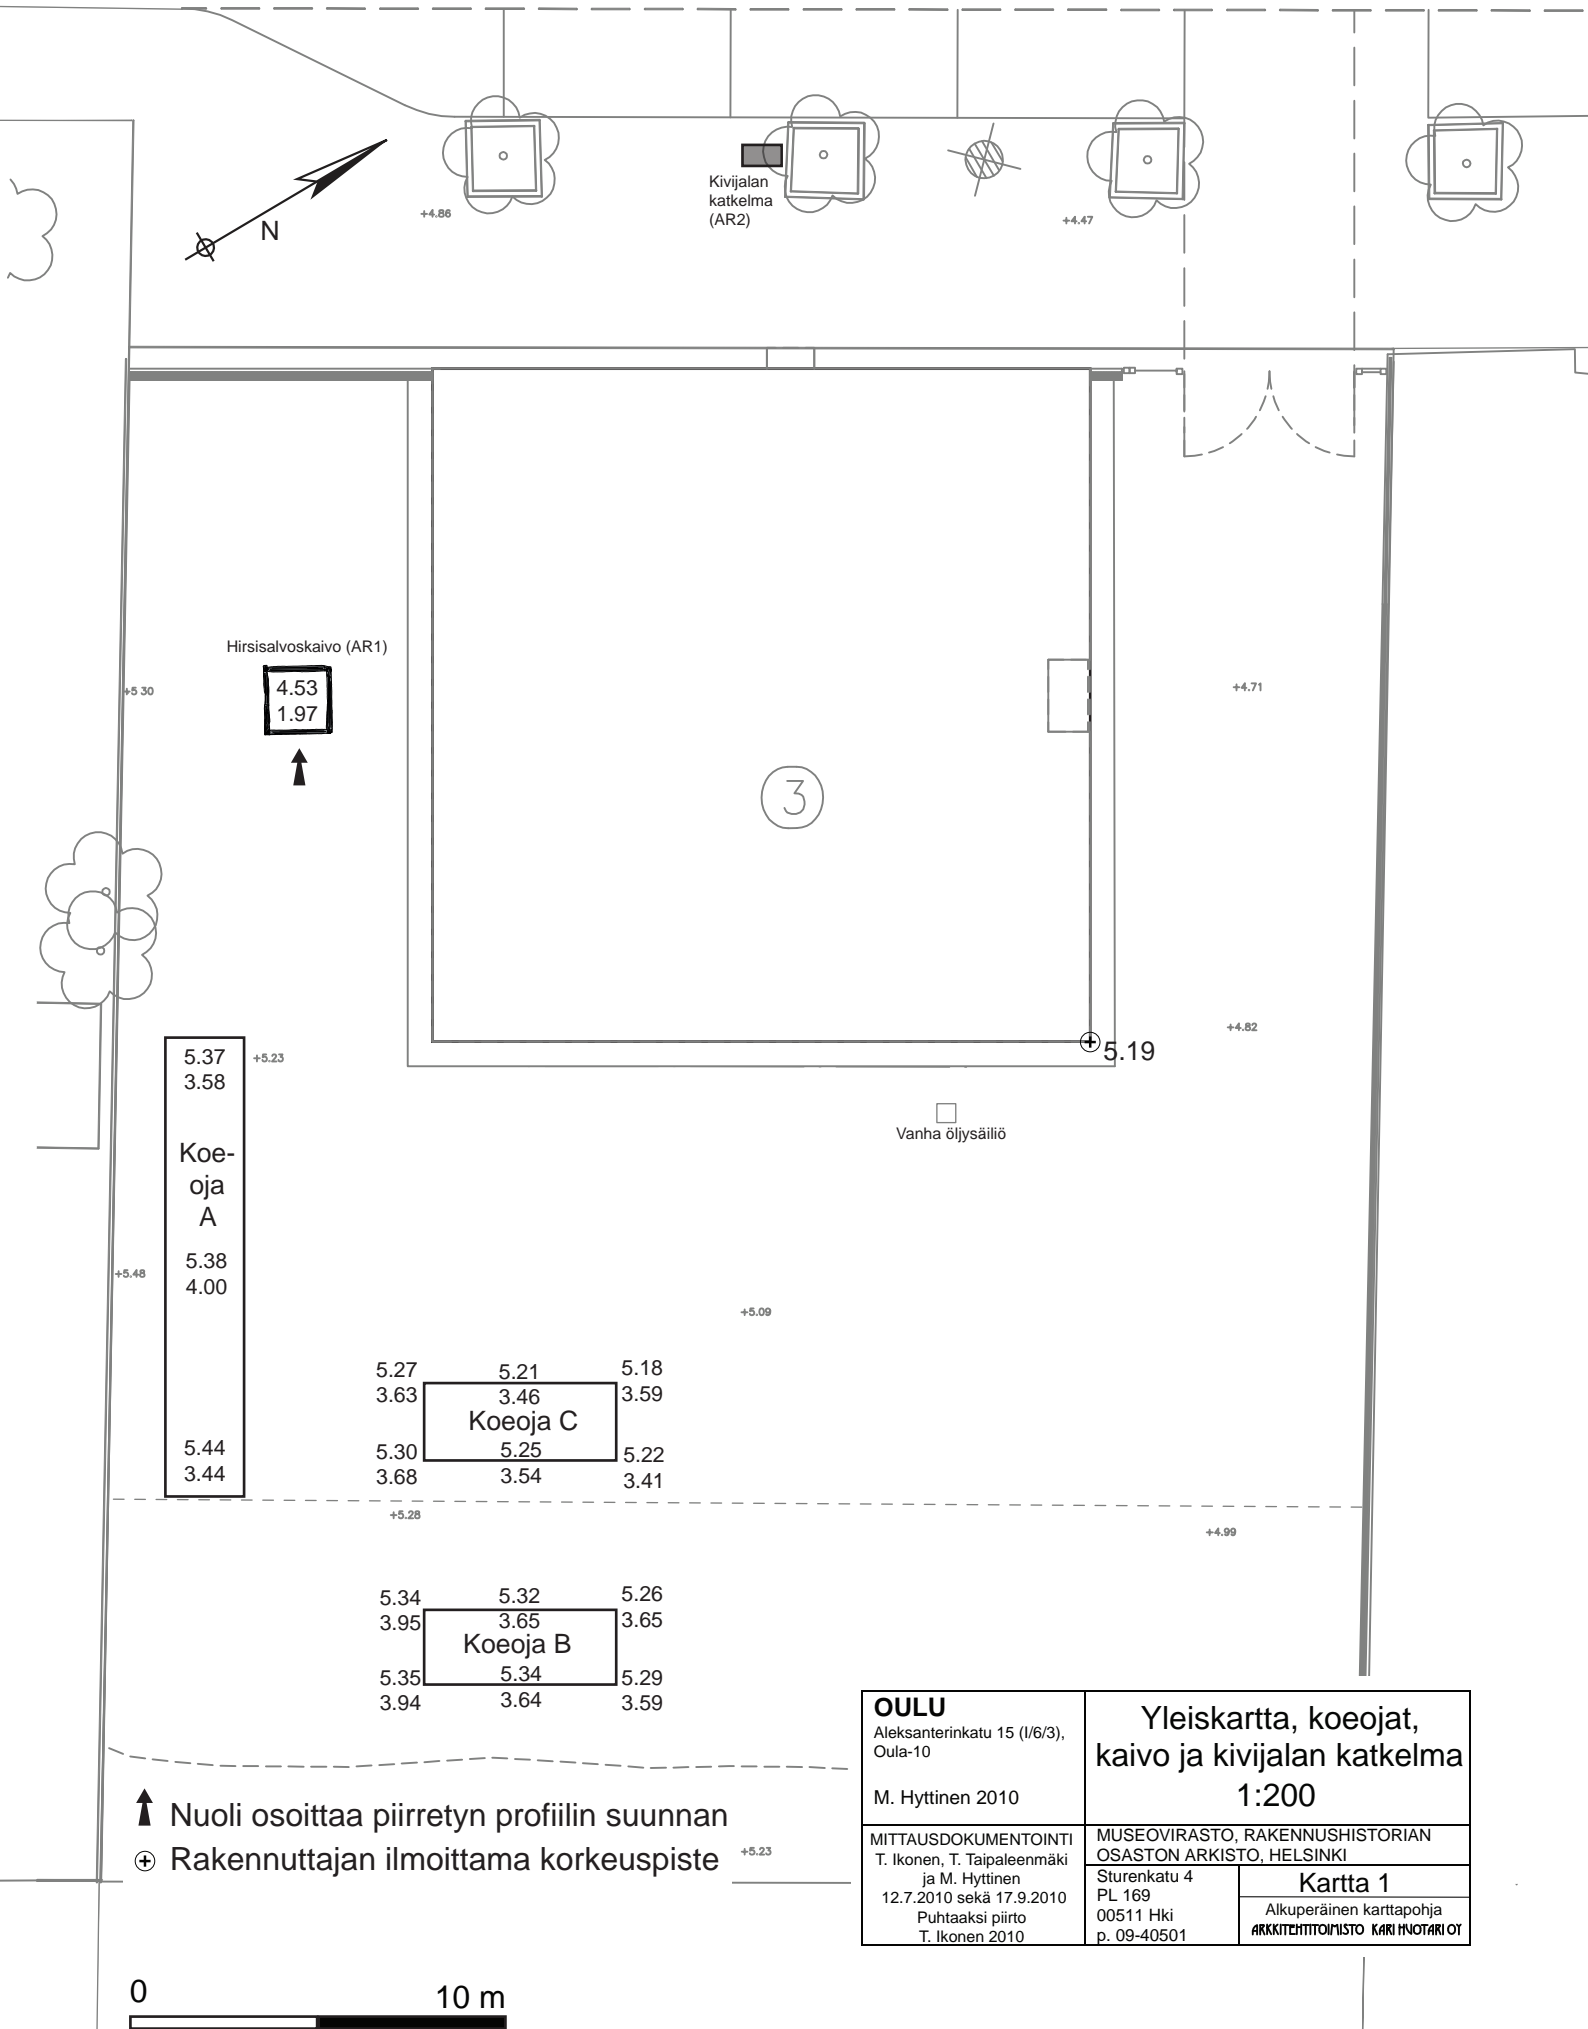 N
+4.86
Kivijalan
katkelma
(AR2)
+4.47
Hirsisalvoskaivo (AR1)
4.53
1.97
+5 30
+4.71
3
+4.82
5.19
5.37
3.58
+5.23
Koe-
oja
A
5.38
4.00
5.44
3.44
+5.48
Vanha öljysäiliö
+5.09
5.27
3.63
5.21
3.46
5.18
3.59
Koeoja C
5.30
3.68
5.25
3.54
5.22
3.41
+5.28
+4.99
5.34
3.95
5.32
3.65
5.26
3.65
Koeoja B
5.35
3.94
5.34
3.64
5.29
3.59
Nuoli osoittaa piirretyn profiilin suunnan
Rakennuttajan ilmoittama korkeuspiste
+5.23
OULU
Aleksanterinkatu 15 (I/6/3),
Oula-10
M. Hyttinen 2010
Yleiskartta, koeojat,
kaivo ja kivijalan katkelma
1:200
MITTAUSDOKUMENTOINTI
T. Ikonen, T. Taipaleenmäki
ja M. Hyttinen
12.7.2010 sekä 17.9.2010
Puhtaaksi piirto
T. Ikonen 2010
MUSEOVIRASTO, RAKENNUSHISTORIAN
OSASTON ARKISTO, HELSINKI
Sturenkatu 4
PL 169
00511 Hki
p. 09-40501
Kartta 1
Alkuperäinen karttapohja
ARKKITEHTITOIMISTO KARI HUOTARI OY
0
10 m